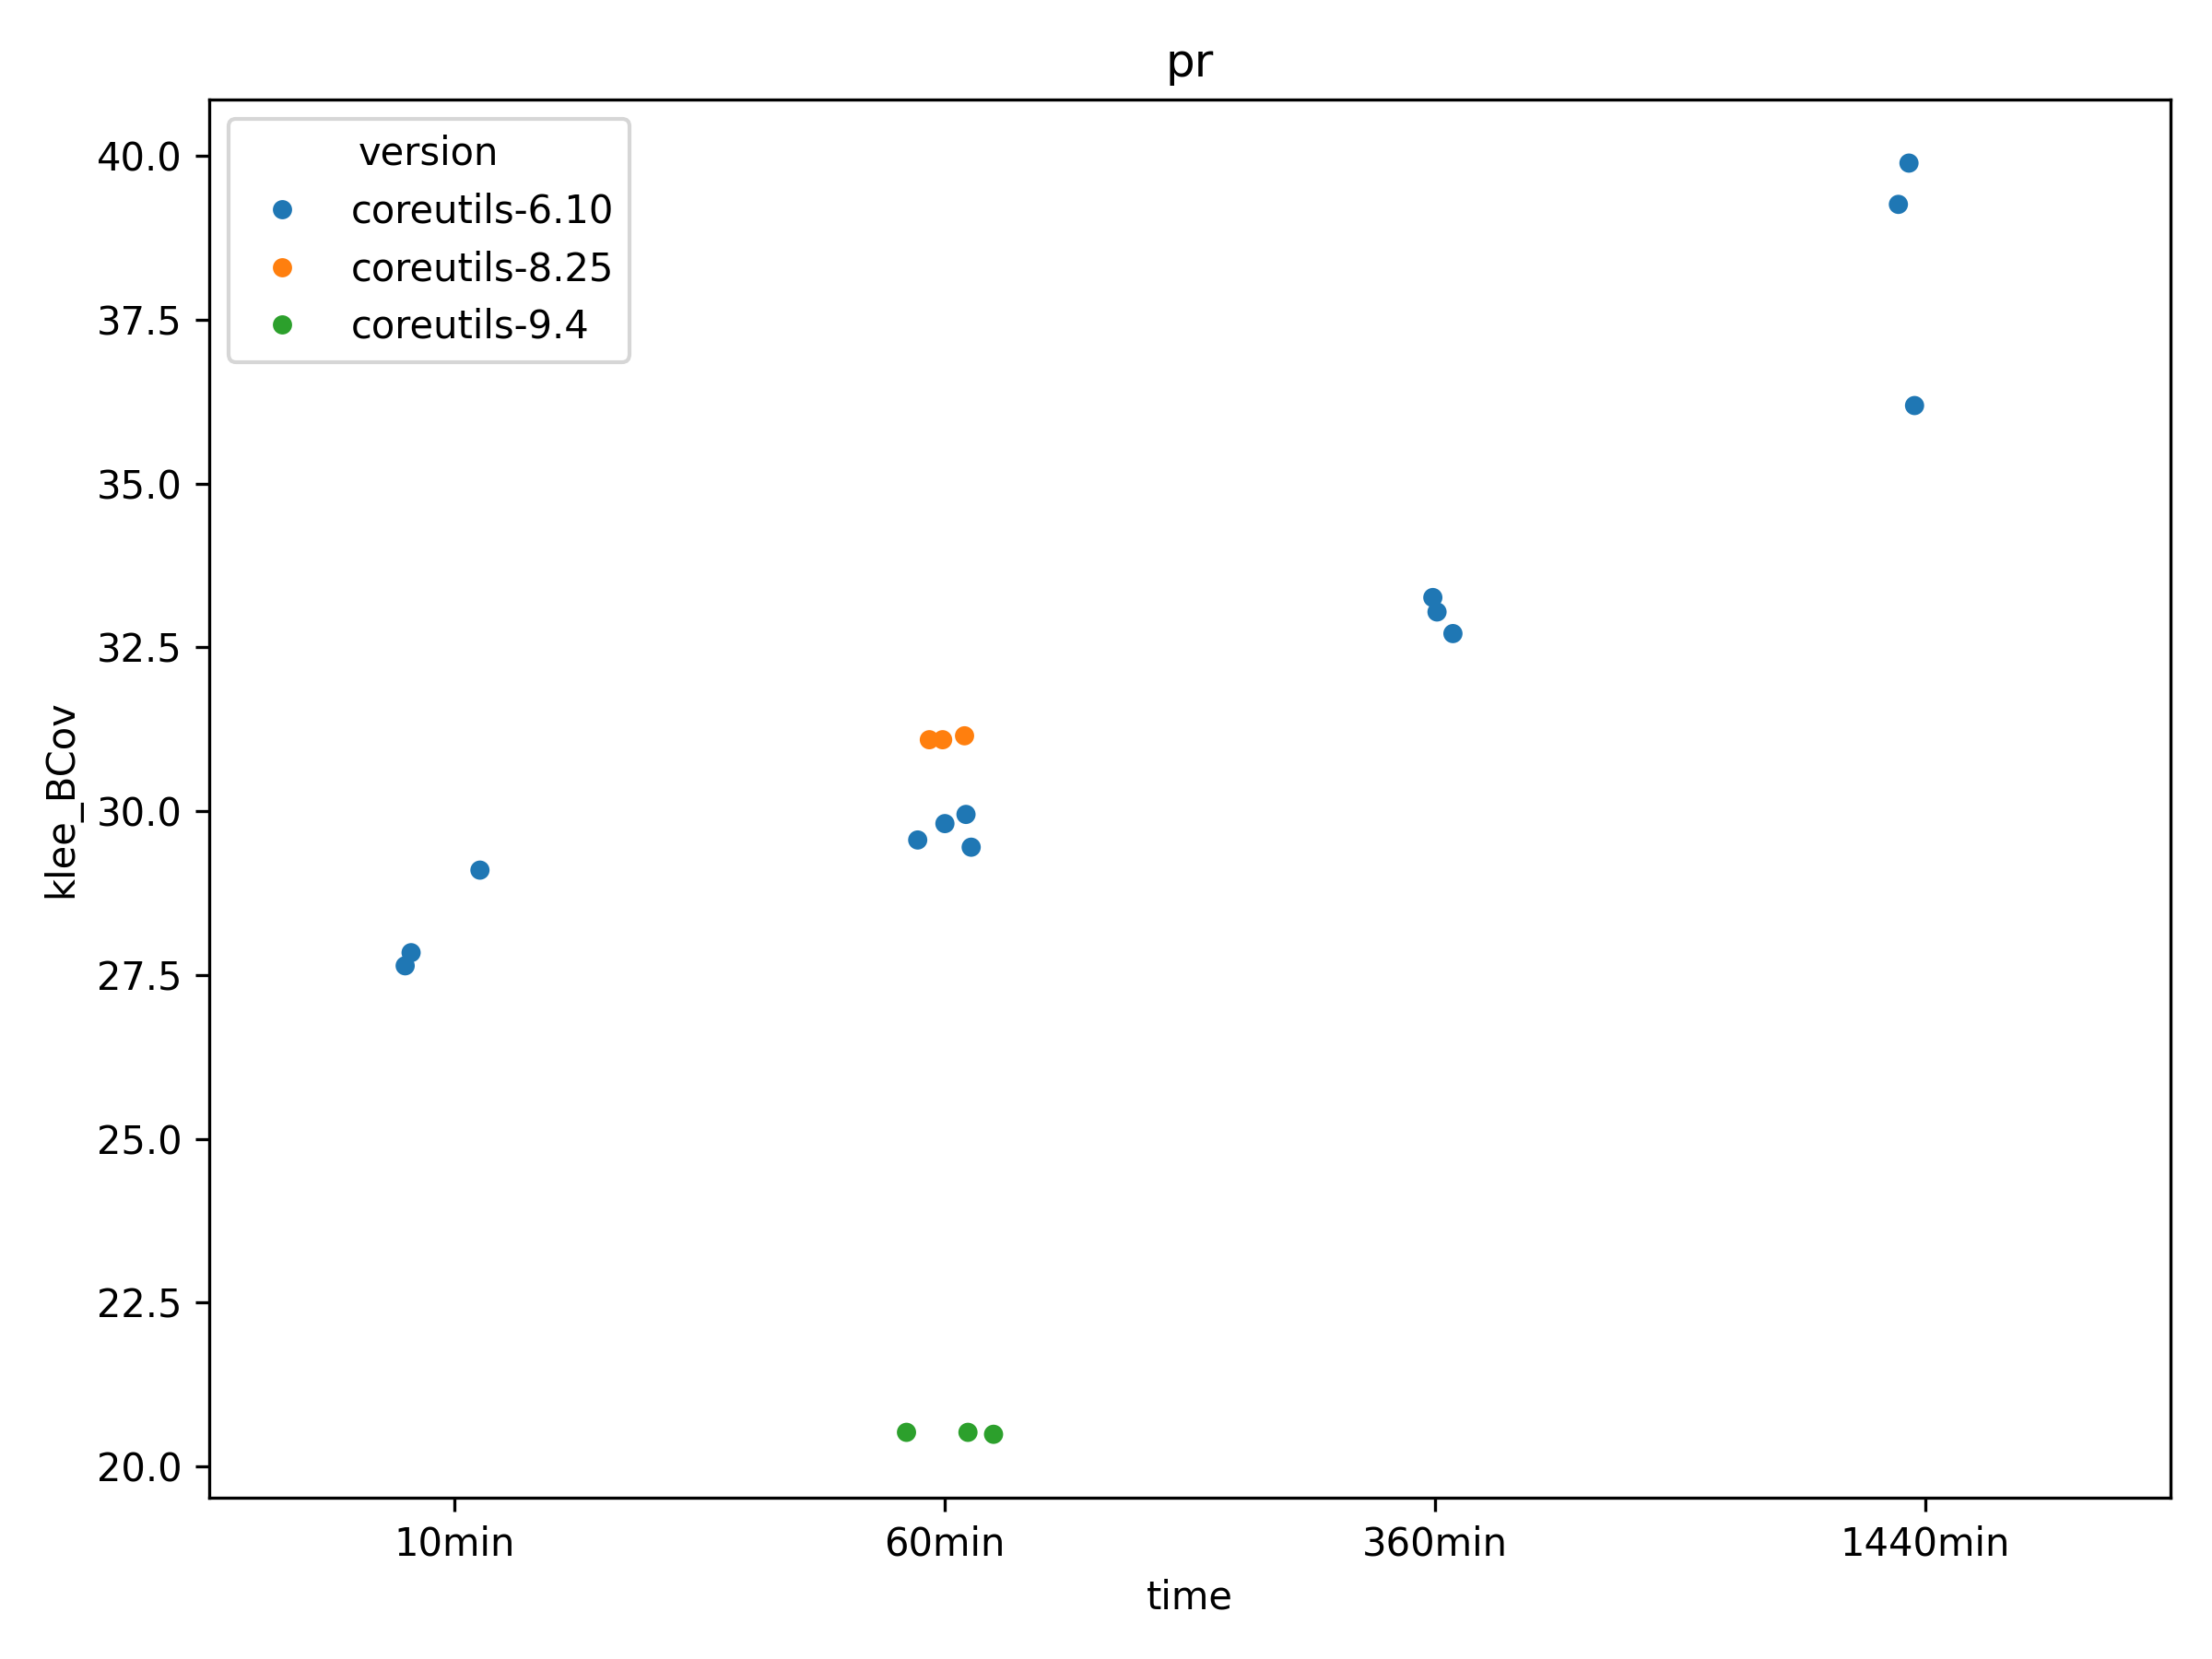 pr
version
coreutils-6.10
coreutils-8.25
coreutils-9.4
40.0
37.5
35.0
32.5
30.0
27.5
25.0
22.5
20.0
klee_BCov
10min 60min 360min 1440min
time